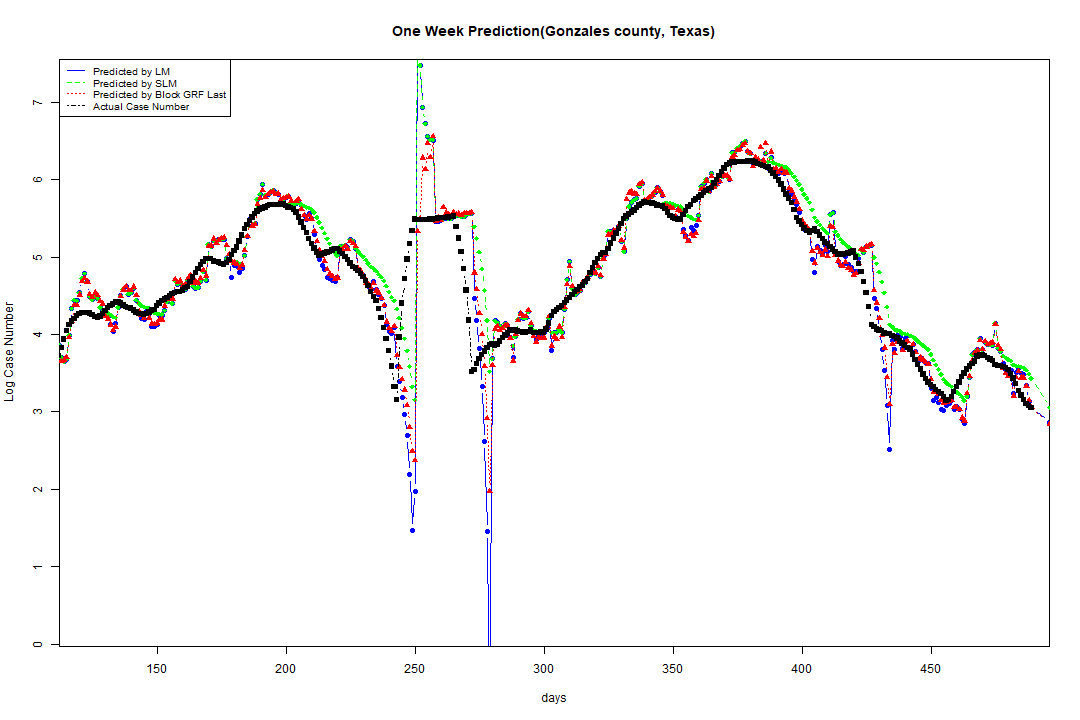 One Week Prediction(Gonzales county, Texas)
Predicted by LM
Predicted by SLM
Predicted by Block GRF Last
Actual Case Number
Log Case Number
7
6
5
4
3
2
1
0
150 200 250 300 350 400 450
days